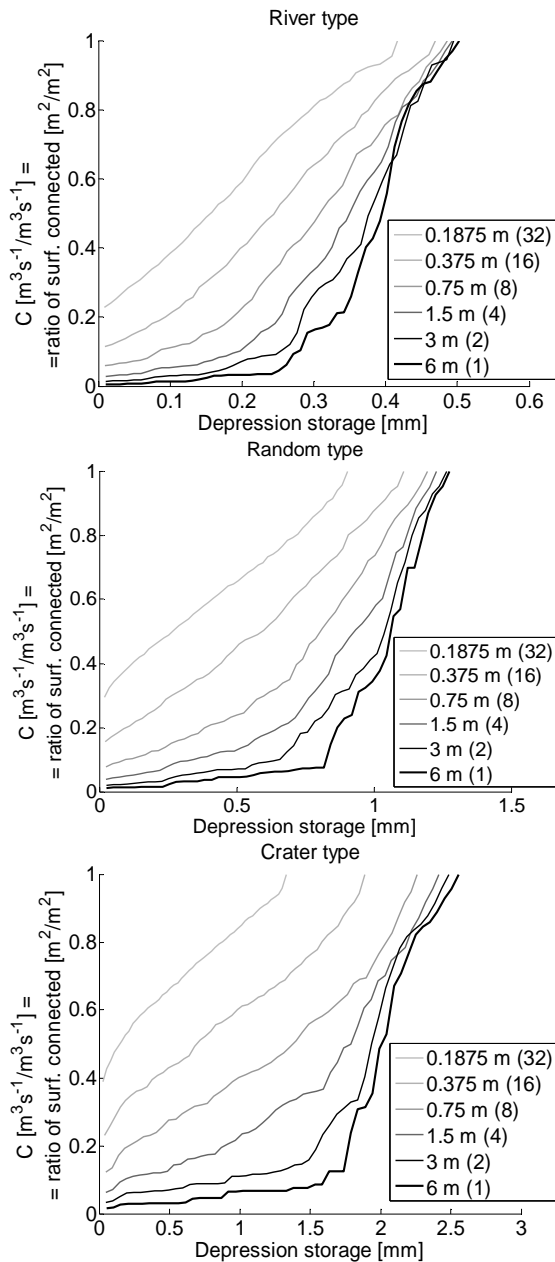 River type
1
0.8
0.6
0.4
0.2
0
C [m³s⁻¹/m³s⁻¹] =
=ratio of surf. connected [m²/m²]
0.1875 m (32)
0.375 m (16)
0.75 m (8)
1.5 m (4)
3 m (2)
6 m (1)
0 0.1 0.2 0.3 0.4 0.5 0.6
Depression storage [mm]
Random type
1
0.8
0.6
0.4
0.2
0
C [m³s⁻¹/m³s⁻¹] =
= ratio of surf. connected [m²/m²]
0.1875 m (32)
0.375 m (16)
0.75 m (8)
1.5 m (4)
3 m (2)
6 m (1)
0 0.5 1 1.5
Depression storage [mm]
Crater type
1
0.8
0.6
0.4
0.2
0
C [m³s⁻¹/m³s⁻¹] =
= ratio of surf. connected [m²/m²]
0.1875 m (32)
0.375 m (16)
0.75 m (8)
1.5 m (4)
3 m (2)
6 m (1)
0 0.5 1 1.5 2 2.5 3
Depression storage [mm]